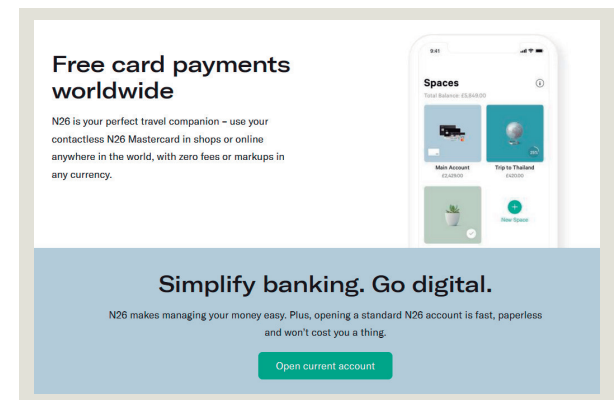 Free card payments
worldwide
N26 is your perfect travel companion – use your
contactless N26 Mastercard in shops or online
anywhere in the world, with zero fees or markups in
any currency.
9:41
Spaces
Total Balance: £3,849.00
Main Account
£2,429.00
Trip to Thailand
£420.00
New Space
Simplify banking. Go digital.
N26 makes managing your money easy. Plus, opening a standard N26 account is fast, paperless
and won't cost you a thing.
Open current account